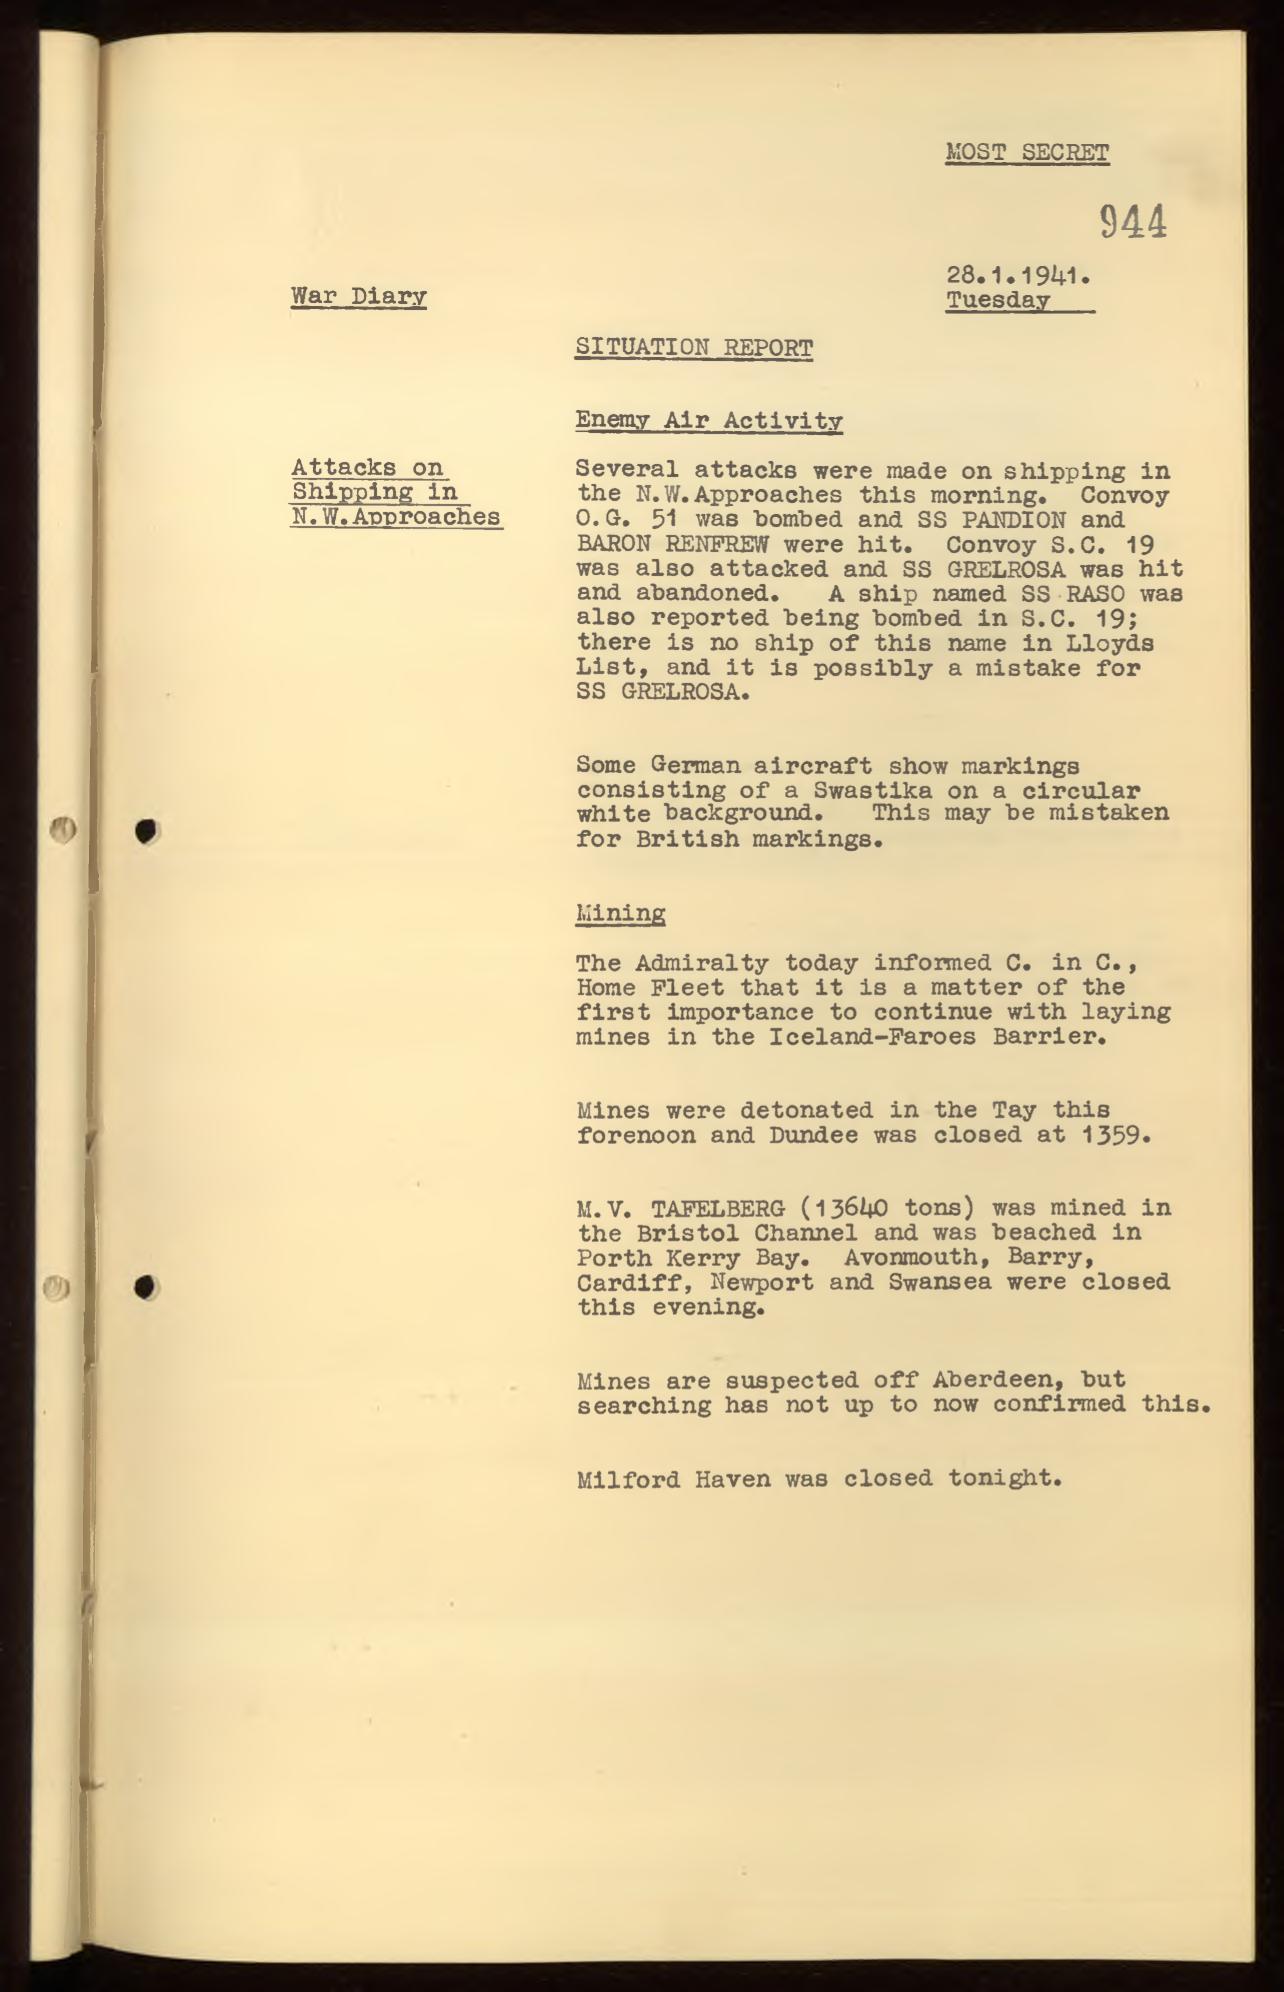 MOST SECRET
944
28.1.1941.
Tuesday
War Diary
SITUATION REPORT
Enemy Air Activity
Attacks on
Shipping in
N.W.Approaches
Several attacks were made on shipping in
the N.W.Approaches this morning. Convoy
O.G. 51 was bombed and SS PANDION and
BARON RENFREW were hit. Convoy S.C. 19
was also attacked and SS GRELROSA was hit
and abandoned. A ship named SS RASO was
also reported being bombed in S.C. 19;
there is no ship of this name in Lloyds
List, and it is possibly a mistake for
SS GRELROSA.
Some German aircraft show markings
consisting of a Swastika on a circular
white background. This may be mistaken
for British markings.
Mining
The Admiralty today informed C. in C.,
Home Fleet that it is a matter of the
first importance to continue with laying
mines in the Iceland-Faroes Barrier.
Mines were detonated in the Tay this
forenoon and Dundee was closed at 1359.
M.V. TAFELBERG (13640 tons) was mined in
the Bristol Channel and was beached in
Porth Kerry Bay. Avonmouth, Barry,
Cardiff, Newport and Swansea were closed
this evening.
Mines are suspected off Aberdeen, but
searching has not up to now confirmed this.
Milford Haven was closed tonight.